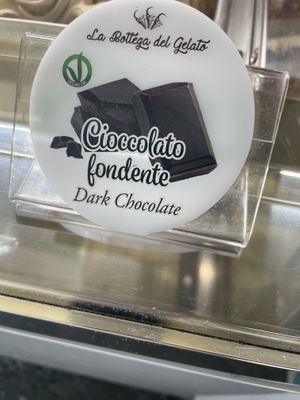 La Bottega del Gelato
Cioccolato
fondente
Dark Chocolate